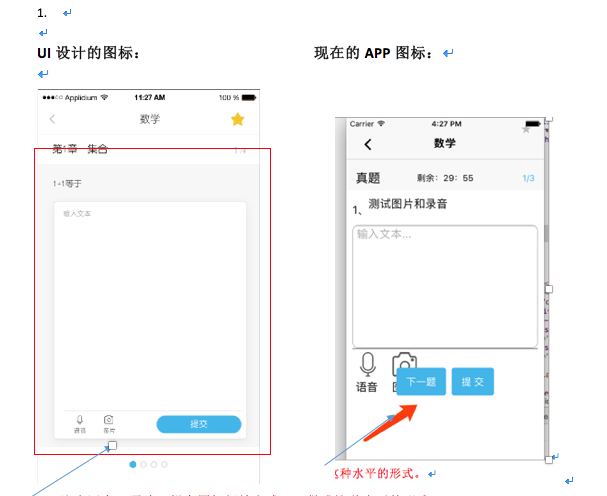 1.
UI 设计的图标：
现在的 APP 图标：
Applidium
11:27 AM
100 %
数学
第1章 集合
1/4
1+1等于
输入文本
语音
图片
提交
Carrier
4:27 PM
数学
真题
剩余：29：55
1/3
1、
测试图片和录音
输入文本...
语音
下一题
提 交
种水平的形式。